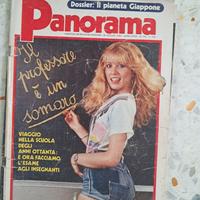 Dossier: Il pianeta Giappone
Panorama
Il
professore
è un
somaro
VIAGGIO
NELLA SCUOLA
DEGLI
ANNI OTTANTA:
E ORA FACCIAMO
L'ESAME
AGLI INSEGNANTI